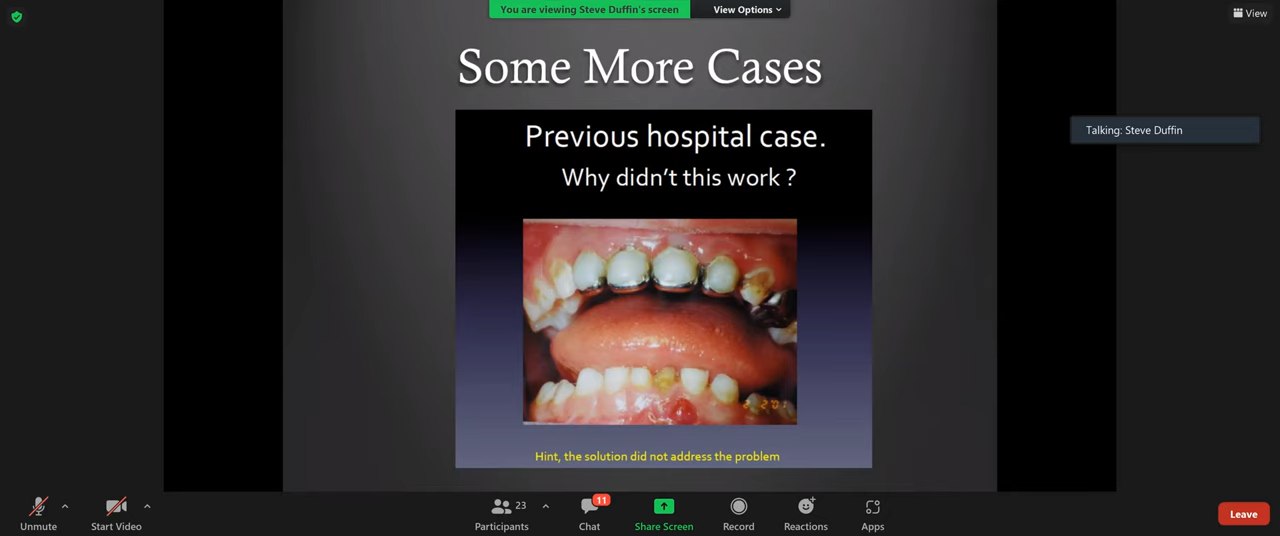 You are viewing Steve Duffin's screen
View Options
View
Some More Cases
Talking: Steve Duffin
Previous hospital case.
Why didn't this work ?
Hint, the solution did not address the problem
11
23
Unmute
Start Video
Participants
Chat
Share Screen
Record
Reactions
Apps
Leave